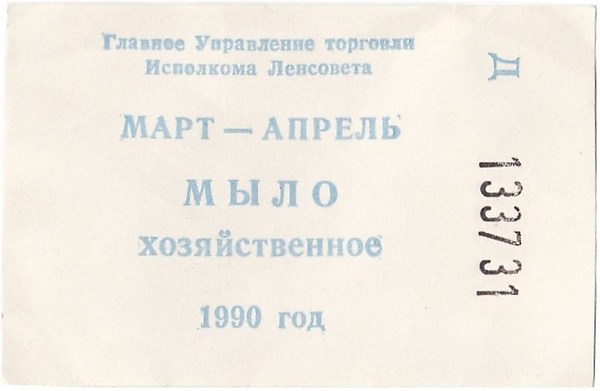 Главное Управление торговли
Исполкома Ленсовета
МАРТ — АПРЕЛЬ
МЫЛО
хозяйственное
1990 год
Д
133731